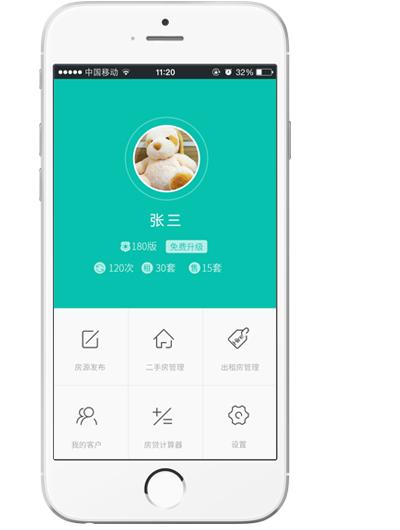 中国移动 11:20 32%
张三
180版 免费升级
120次 租 30套 售 15套
房源发布 二手房管理 出租房管理
我的客户 房贷计算器 设置